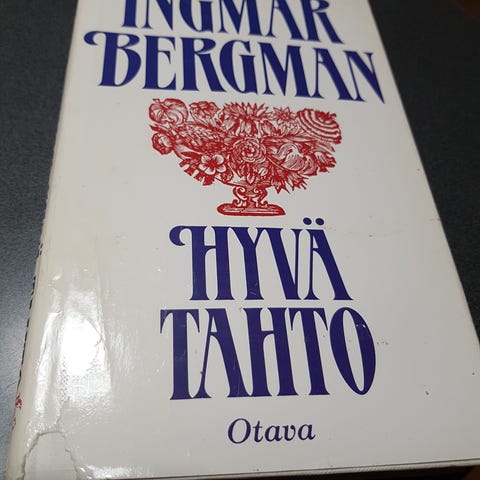 INGMAR
BERGMAN
HYVÄ
TAHTO
Otava